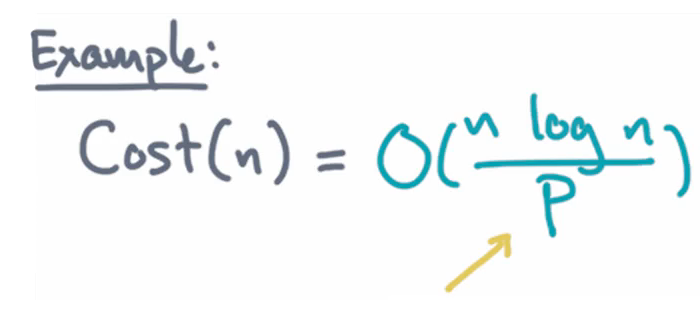 Example:
Cost(n) = O(n log n / P)